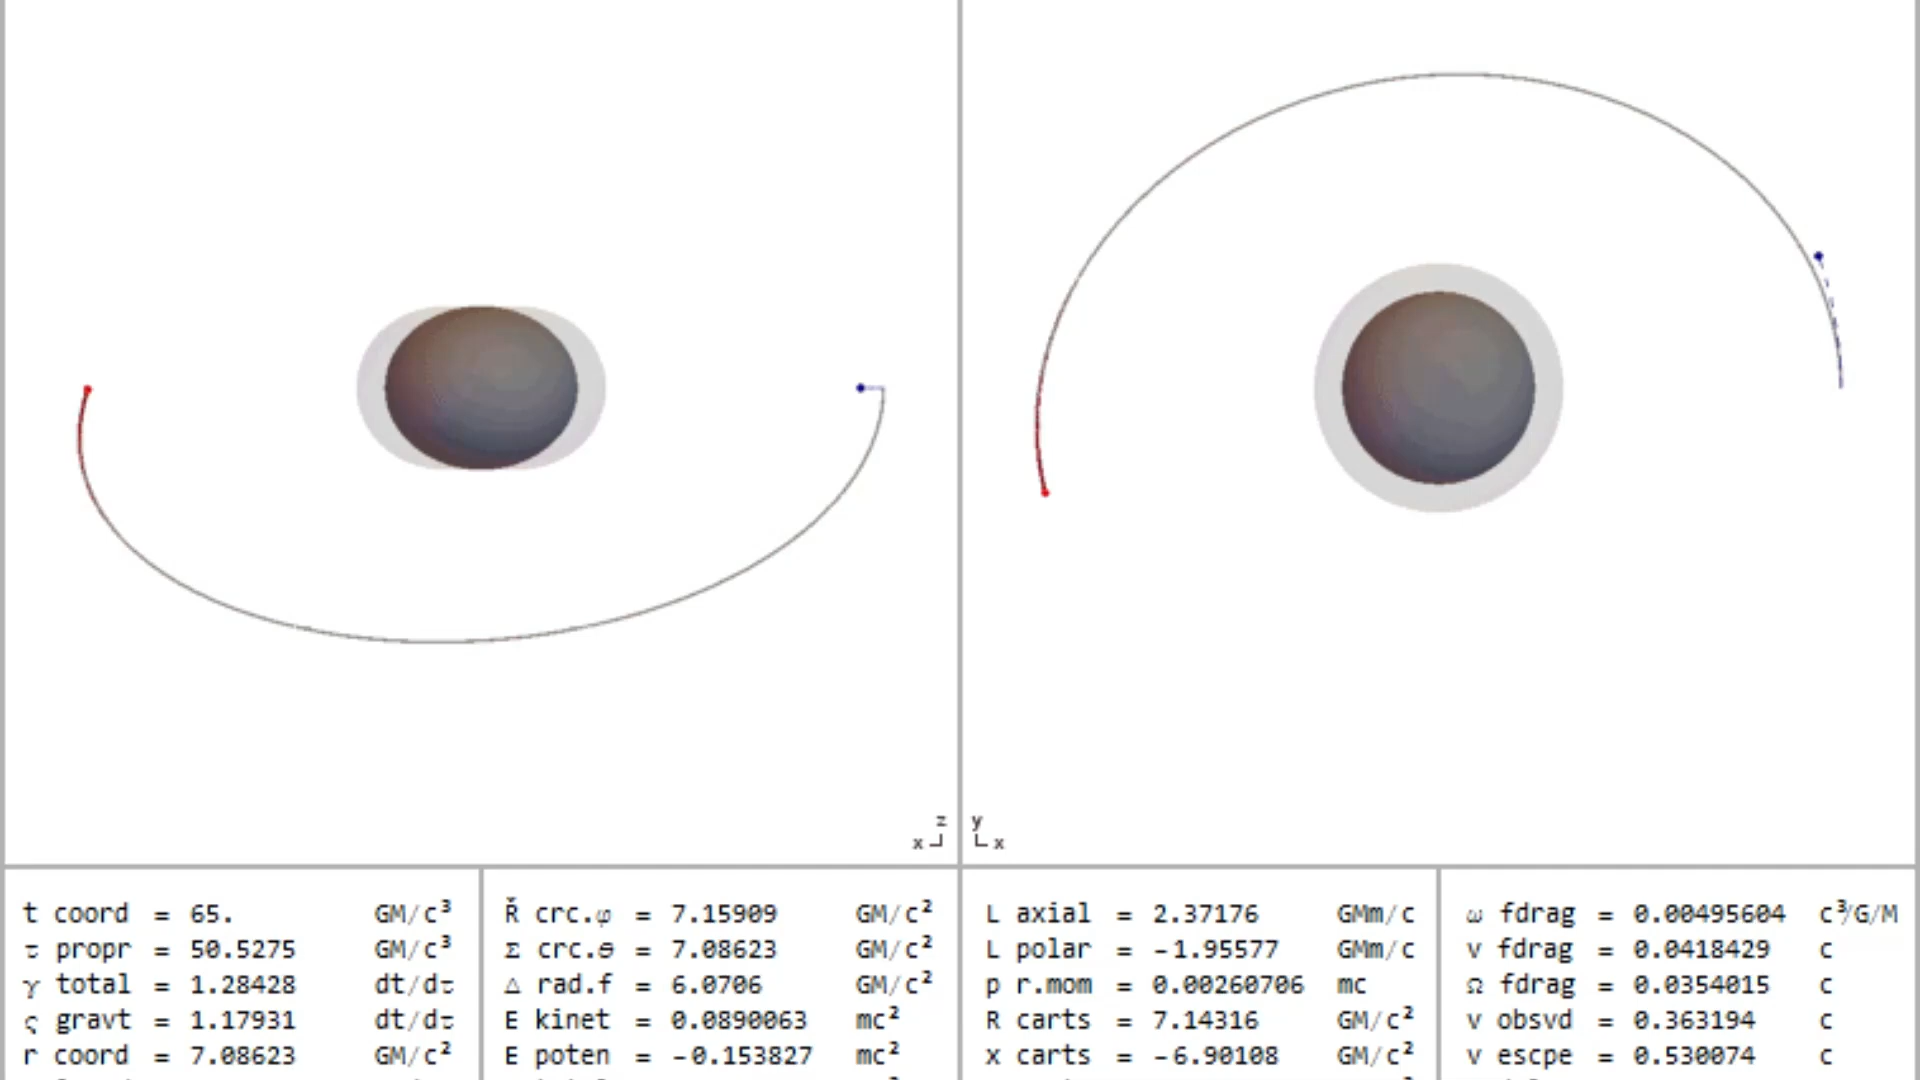 z
x
y
x
t coord = 65. GM/c³
τ propr = 50.5275 GM/c³
γ total = 1.28428 dt/dτ
ς gravt = 1.17931 dt/dτ
r coord = 7.08623 GM/c²
Ř crc.φ = 7.15909 GM/c²
Σ crc.θ = 7.08623 GM/c²
Δ rad.f = 6.0706 GM/c²
E kinet = 0.0890063 mc²
E poten = -0.153827 mc²
L axial = 2.37176 GMm/c
L polar = -1.95577 GMm/c
p r.mom = 0.00260706 mc
R carts = 7.14316 GM/c²
x carts = -6.90108 GM/c²
ω fdrag = 0.00495604 c³/G/M
v fdrag = 0.0418429 c
Ω fdrag = 0.0354015 c
v obsvd = 0.363194 c
v escpe = 0.530074 c